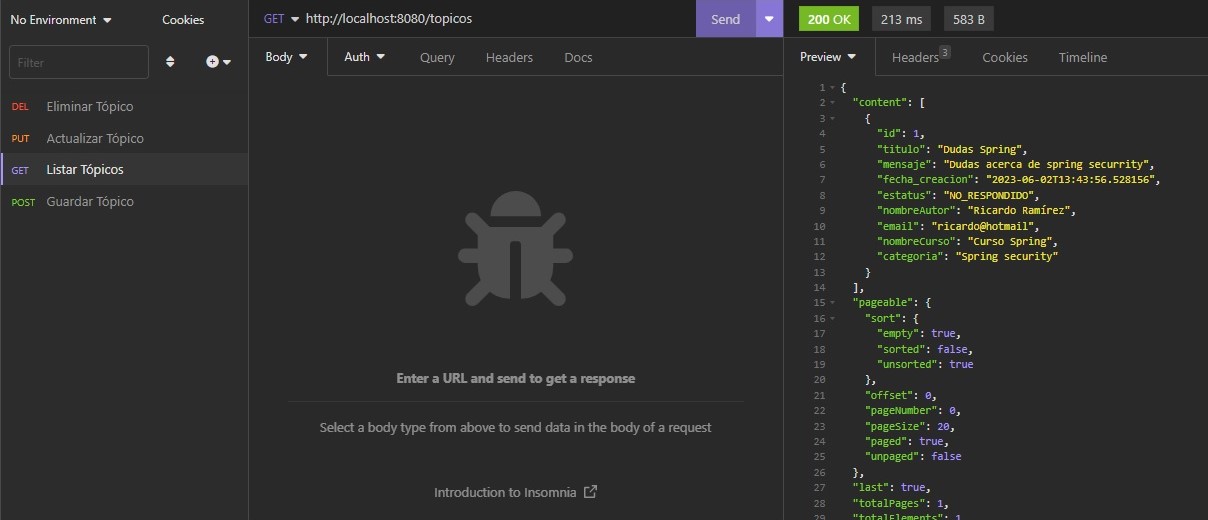 No Environment
Cookies
Filter
DEL Eliminar Tópico
PUT Actualizar Tópico
GET Listar Tópicos
POST Guardar Tópico
GET http://localhost:8080/topicos
Send
Body
Auth
Query
Headers
Docs
Enter a URL and send to get a response
Select a body type from above to send data in the body of a request
Introduction to Insomnia
200 OK
213 ms
583 B
Preview
Headers 3
Cookies
Timeline
1 {
2 "content": [
3 {
4 "id": 1,
5 "titulo": "Dudas Spring",
6 "mensaje": "Dudas acerca de spring securrity",
7 "fecha_creacion": "2023-06-02T13:43:56.528156",
8 "estatus": "NO_RESPONDIDO",
9 "nombreAutor": "Ricardo Ramírez",
10 "email": "ricardo@hotmail",
11 "nombreCurso": "Curso Spring",
12 "categoria": "Spring security"
13 }
14 ],
15 "pageable": {
16 "sort": {
17 "empty": true,
18 "sorted": false,
19 "unsorted": true
20 },
21 "offset": 0,
22 "pageNumber": 0,
23 "pageSize": 20,
24 "paged": true,
25 "unpaged": false
26 },
27 "last": true,
28 "totalPages": 1,
29 "totalElements": 1,